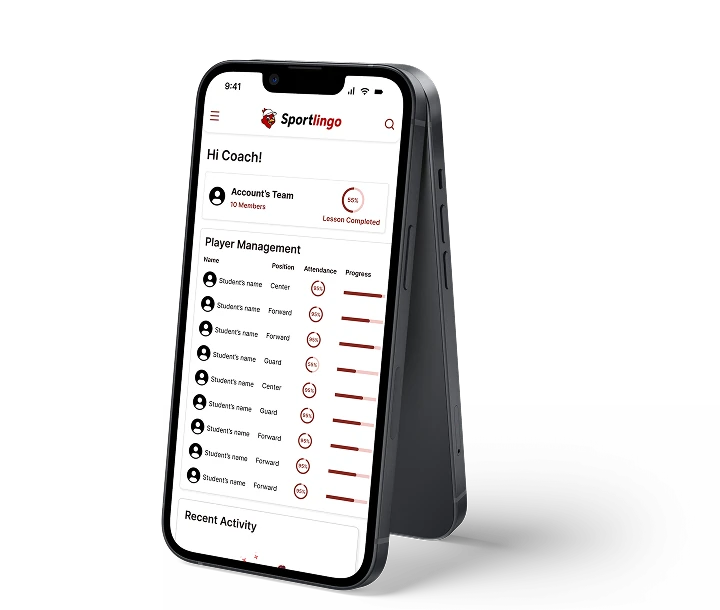 9:41
Sportlingo
Hi Coach!
Account's Team
10 Members
55%
Lesson Completed
Player Management
Name Position Attendance Progress
Student's name Center 95%
Student's name Forward 95%
Student's name Forward 95%
Student's name Guard 55%
Student's name Center 95%
Student's name Guard 95%
Student's name Forward 95%
Student's name Forward 95%
Student's name Forward 95%
Recent Activity